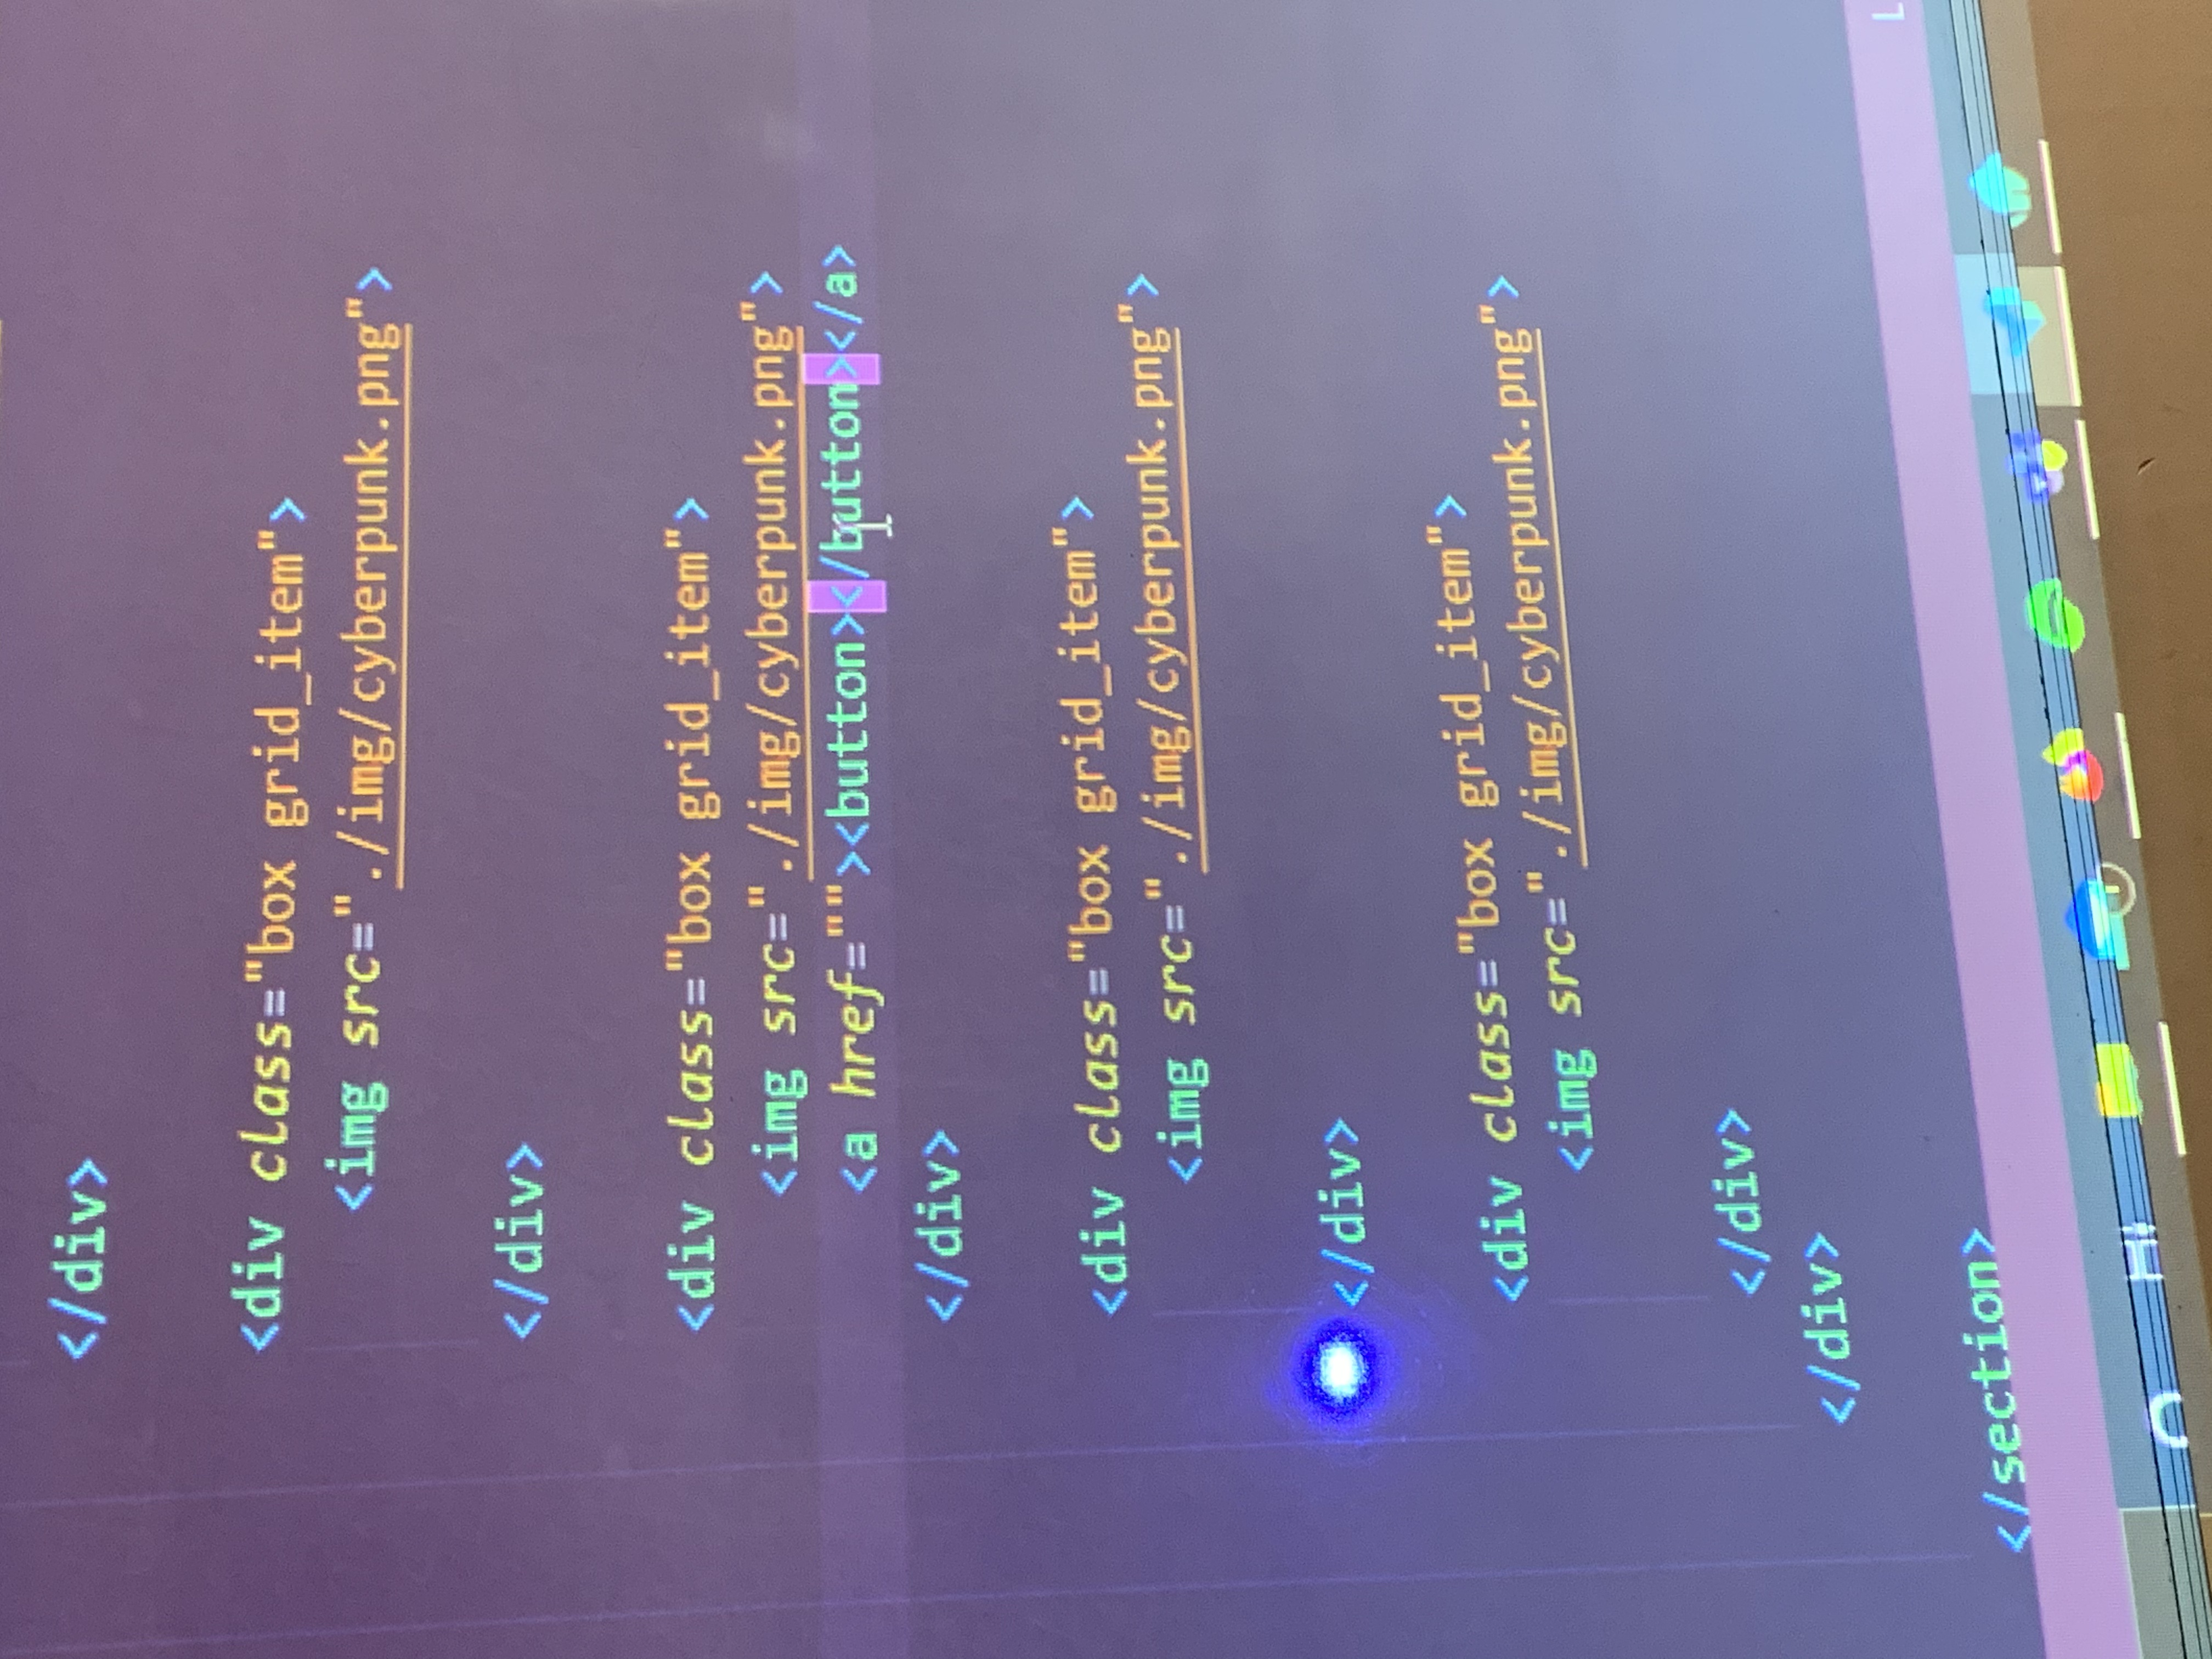 </div>
<div class="box grid_item">
<img src="./img/cyberpunk.png">
</div>
<div class="box grid_item">
<img src="./img/cyberpunk.png">
<a href=""><button></button></a>
</div>
<div class="box grid_item">
<img src="./img/cyberpunk.png">
</div>
<div class="box grid_item">
<img src="./img/cyberpunk.png">
</div>
</div>
</section>